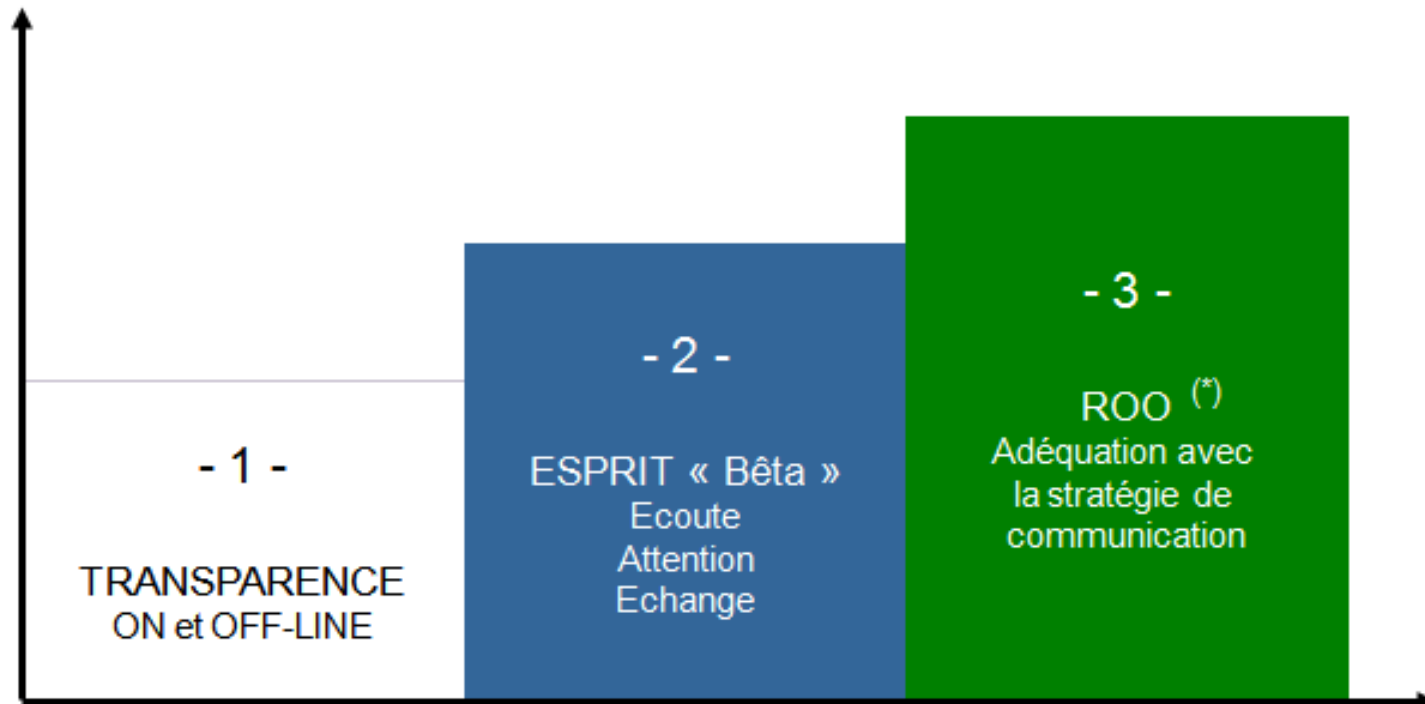 - 1 -
TRANSPARENCE
ON et OFF-LINE
- 2 -
ESPRIT « Bêta »
Ecoute
Attention
Echange
- 3 -
ROO (*)
Adéquation avec
la stratégie de
communication